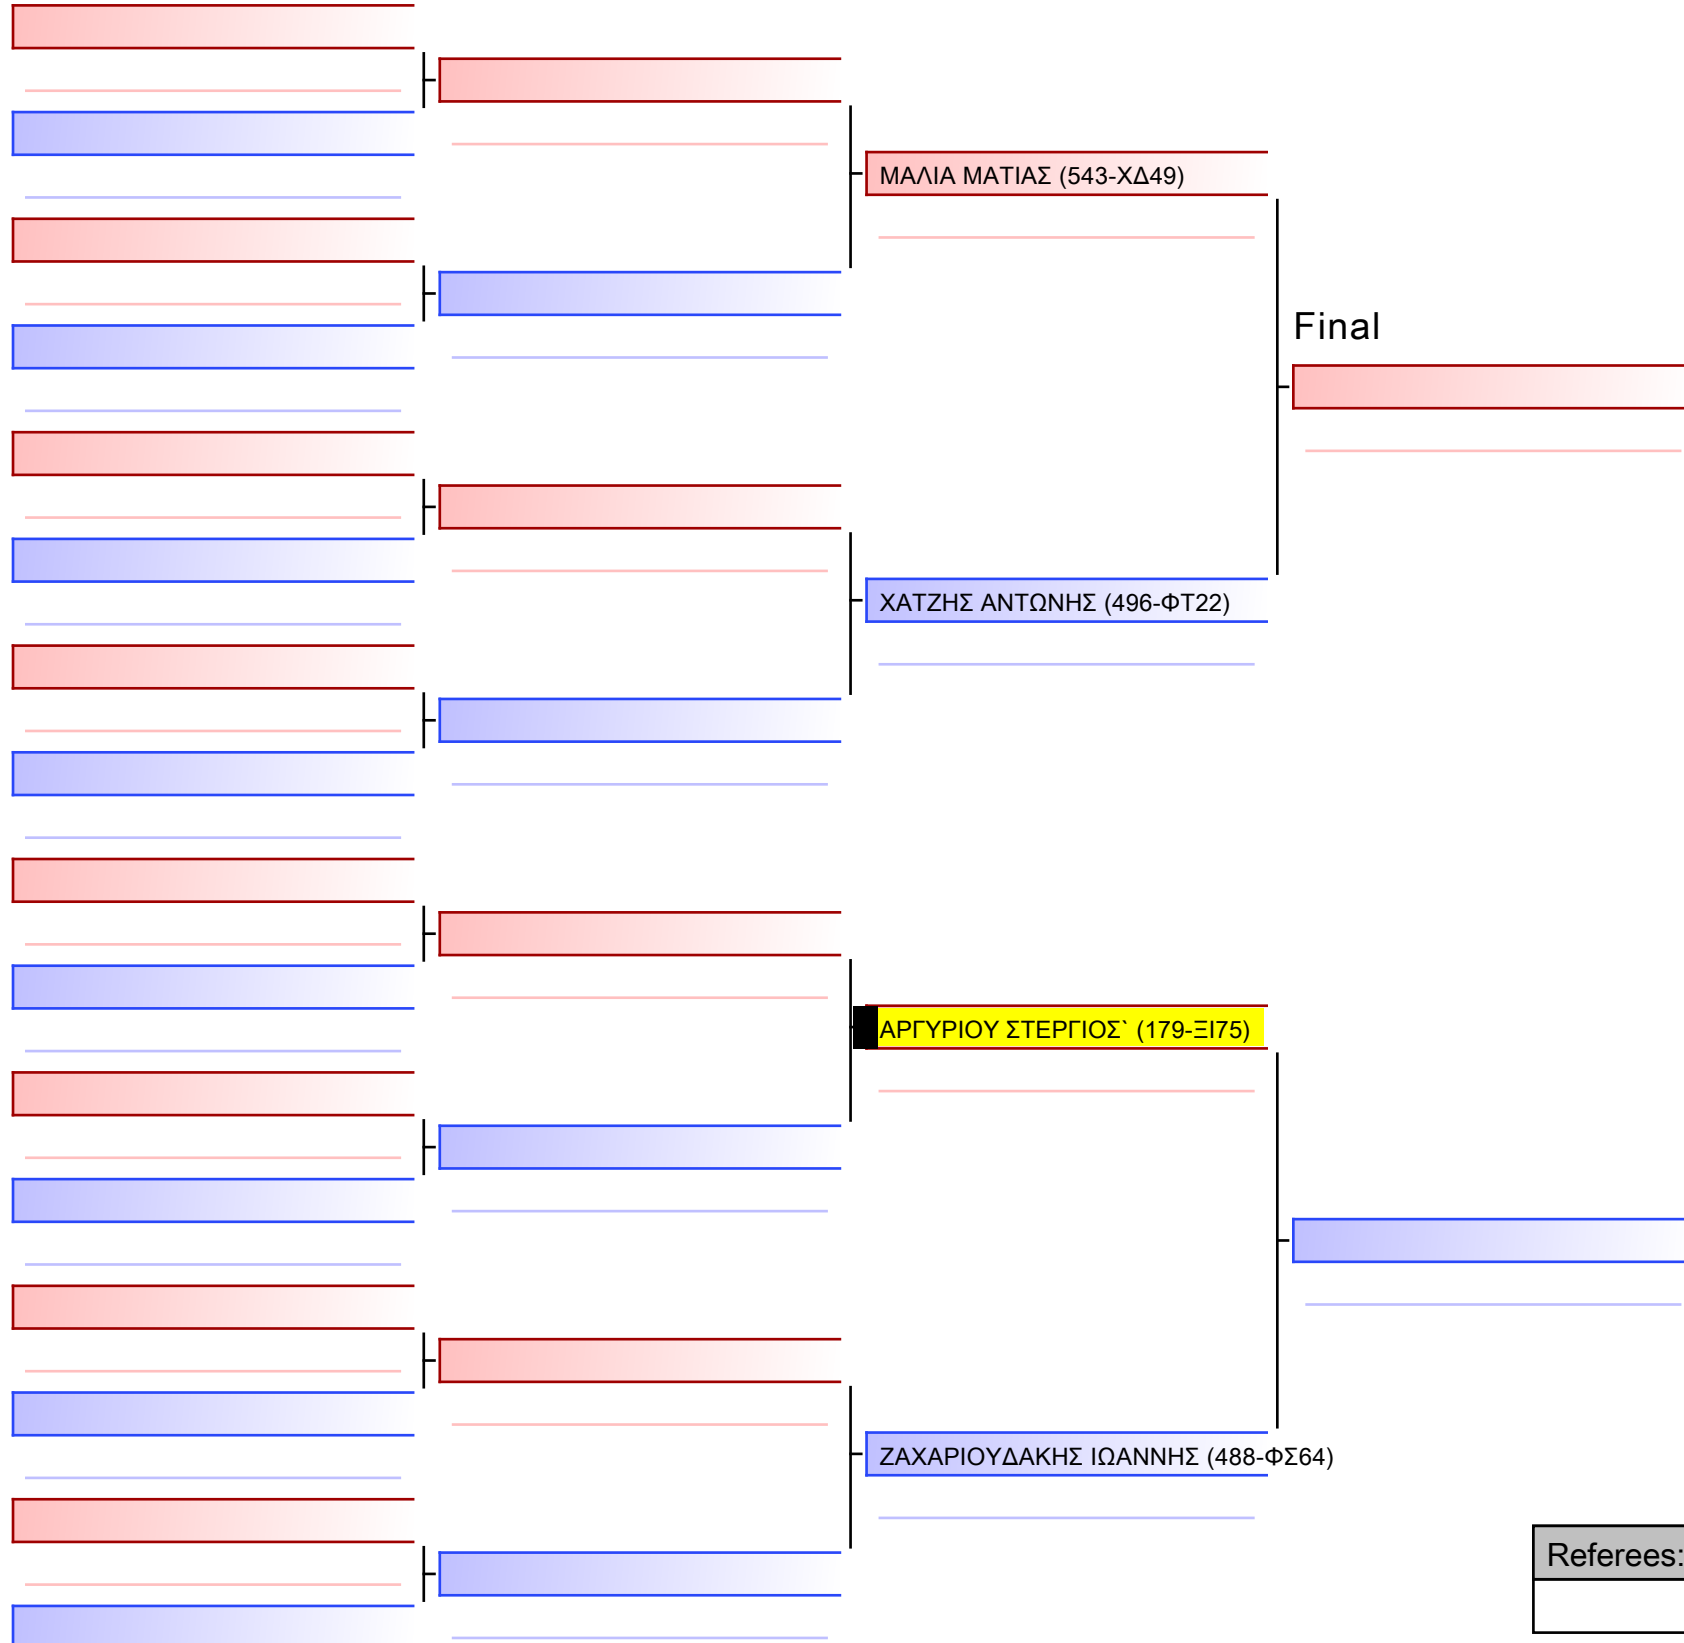 ΜΑΛΙΑ ΜΑΤΙΑΣ (543-ΧΔ49)
Final
ΧΑΤΖΗΣ ΑΝΤΩΝΗΣ (496-ΦΤ22)
ΑΡΓΥΡΙΟΥ ΣΤΕΡΓΙΟΣ` (179-ΞΙ75)
ΖΑΧΑΡΙΟΥΔΑΚΗΣ ΙΩΑΝΝΗΣ (488-ΦΣ64)
Referees: